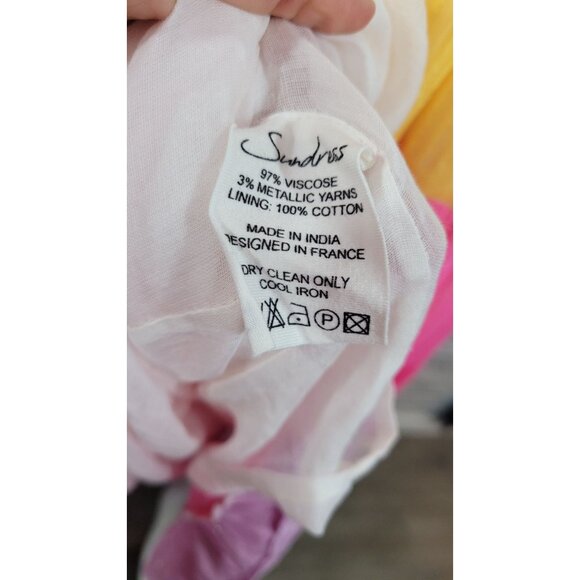 Sundress
97% VISCOSE
3% METALLIC YARNS
LINING: 100% COTTON
MADE IN INDIA
DESIGNED IN FRANCE
DRY CLEAN ONLY
COOL IRON
P